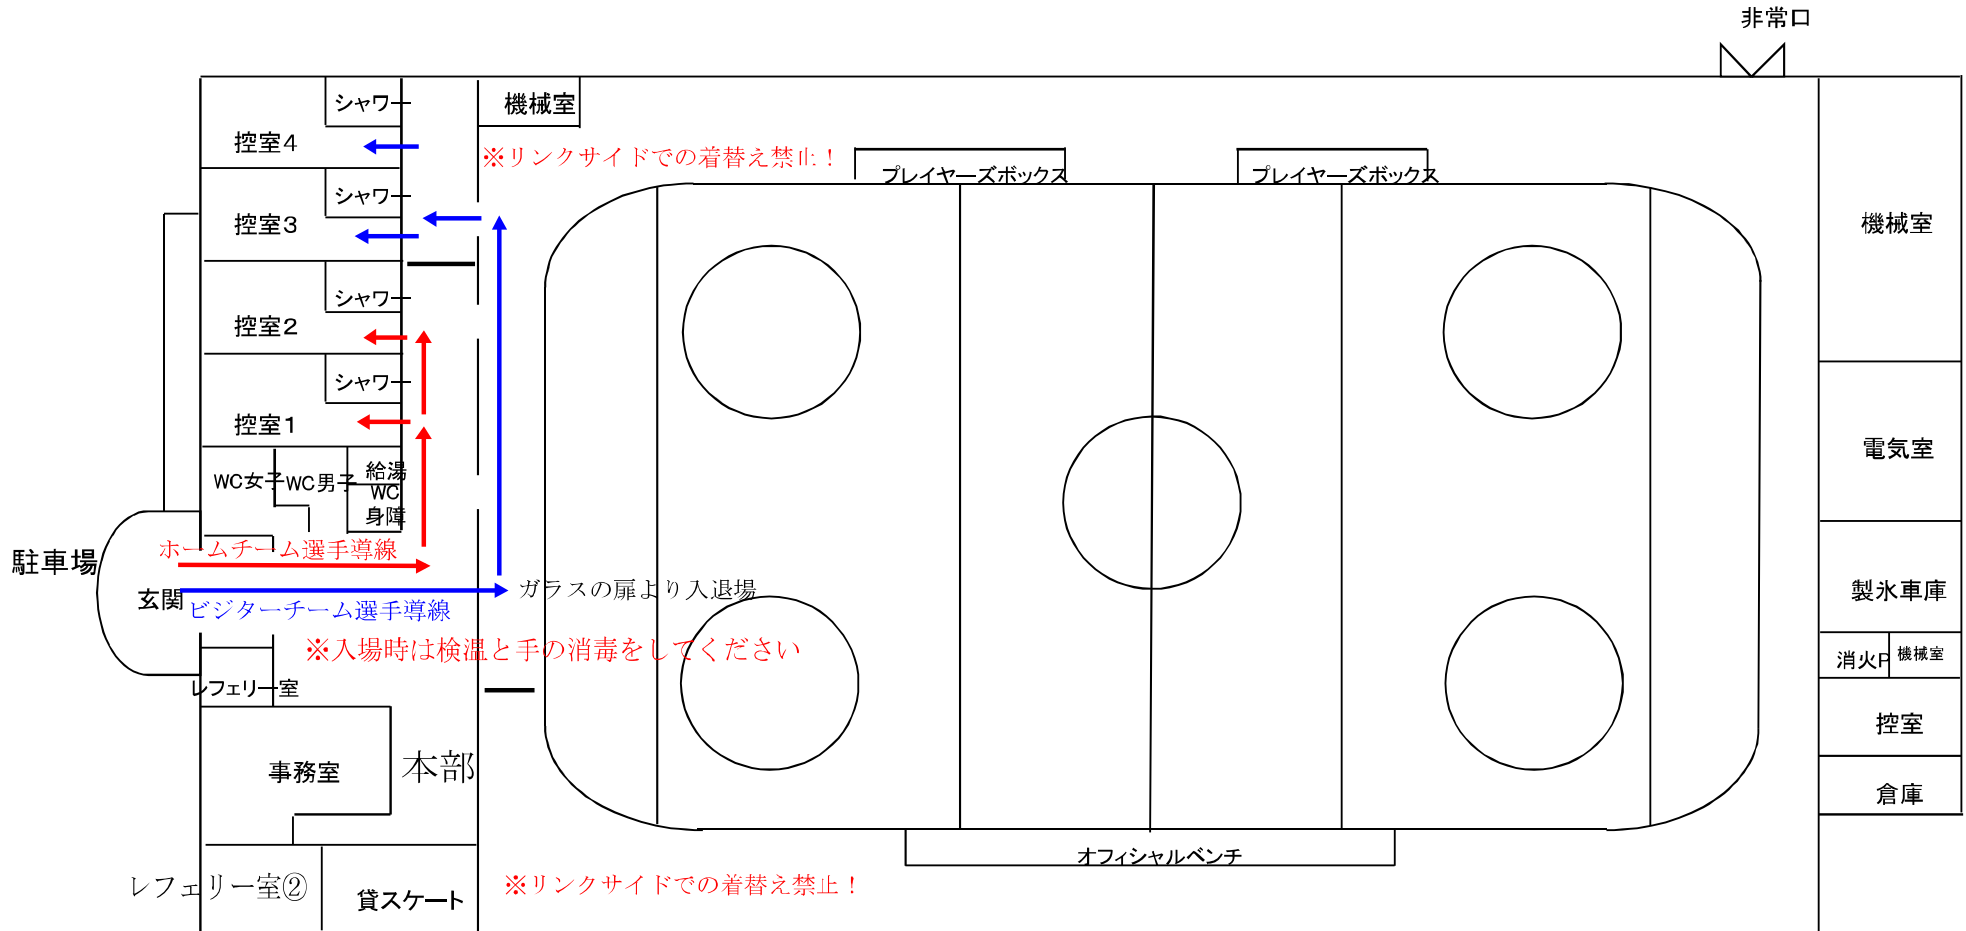 非常口
シャワー
機械室
控室4
※リンクサイドでの着替え禁止！
プレイヤーズボックス
プレイヤーズボックス
シャワー
控室3
機械室
シャワー
控室2
シャワー
控室1
電気室
WC女子
WC男子
給湯
WC
身障
ホームチーム選手導線
駐車場
玄関
ガラスの扉より入退場
ビジターチーム選手導線
製氷車庫
※入場時は検温と手の消毒をしてください
消火P
機械室
レフェリー室
控室
事務室
本部
倉庫
オフィシャルベンチ
レフェリー室②
貸スケート
※リンクサイドでの着替え禁止！